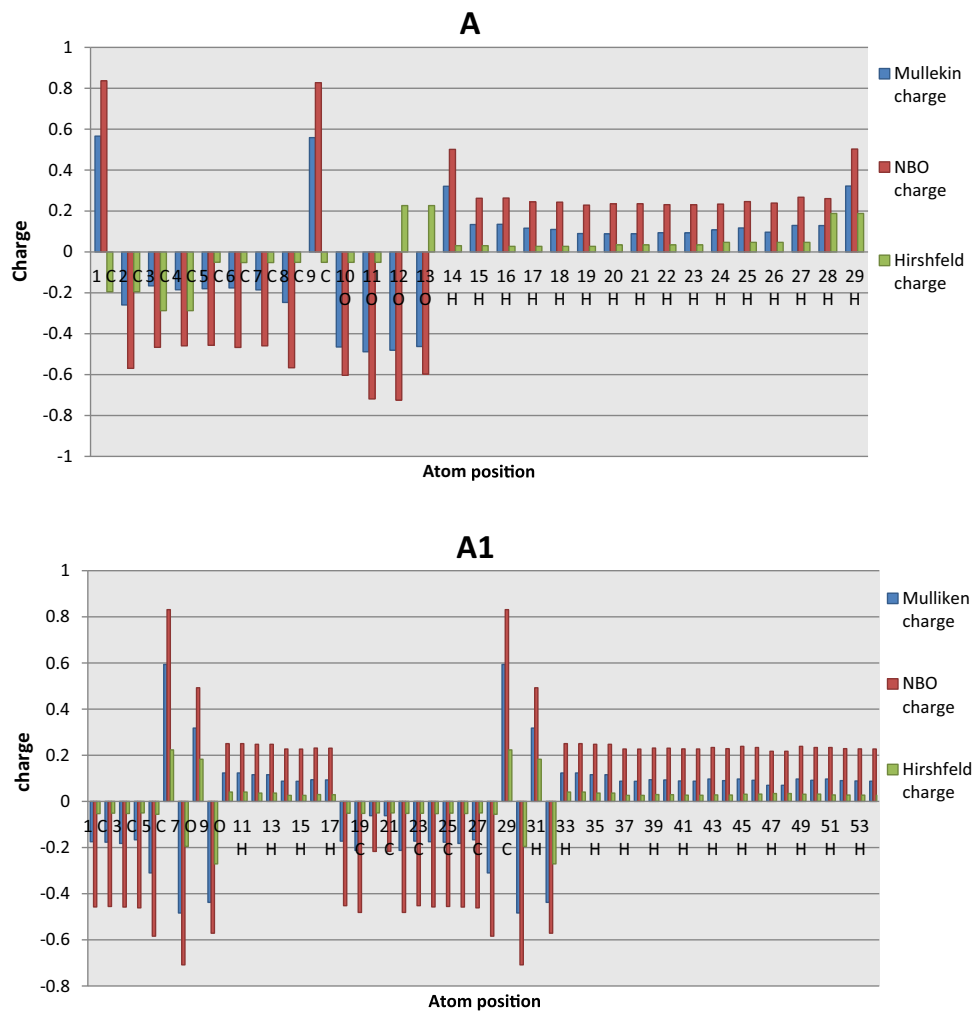 A
1
0.8
0.6
0.4
0.2
0
-0.2
-0.4
-0.6
-0.8
-1
Charge
1 C 2 C 3 C 4 C 5 C 6 C 7 C 8 C 9 C 10 11 12 13 14 15 16 17 18 19 20 21 22 23 24 25 26 27 28 29
O O O O H H H H H H H H H H H H H H H H
Atom position
Mullekin
charge
NBO
charge
Hirshfeld
charge
A1
1
0.8
0.6
0.4
0.2
0
-0.2
-0.4
-0.6
-0.8
charge
1 C 3 C 5 C 7 O 9 O 11 13 15 17 19 21 23 25 27 29 31 33 35 37 39 41 43 45 47 49 51 53
H H H H C C C C C C H H H H H H H H H H H H
Atom position
Mulliken
charge
NBO
charge
Hirshfeld
charge